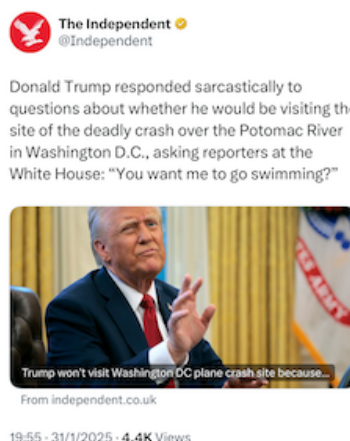 The Independent
@Independent
Donald Trump responded sarcastically to
questions about whether he would be visiting th
site of the deadly crash over the Potomac River
in Washington D.C., asking reporters at the
White House: “You want me to go swimming?”
ARMY
Trump won't visit Washington DC plane crash site because...
From independent.co.uk
19:55 · 31/1/2025 · 4.4K Views